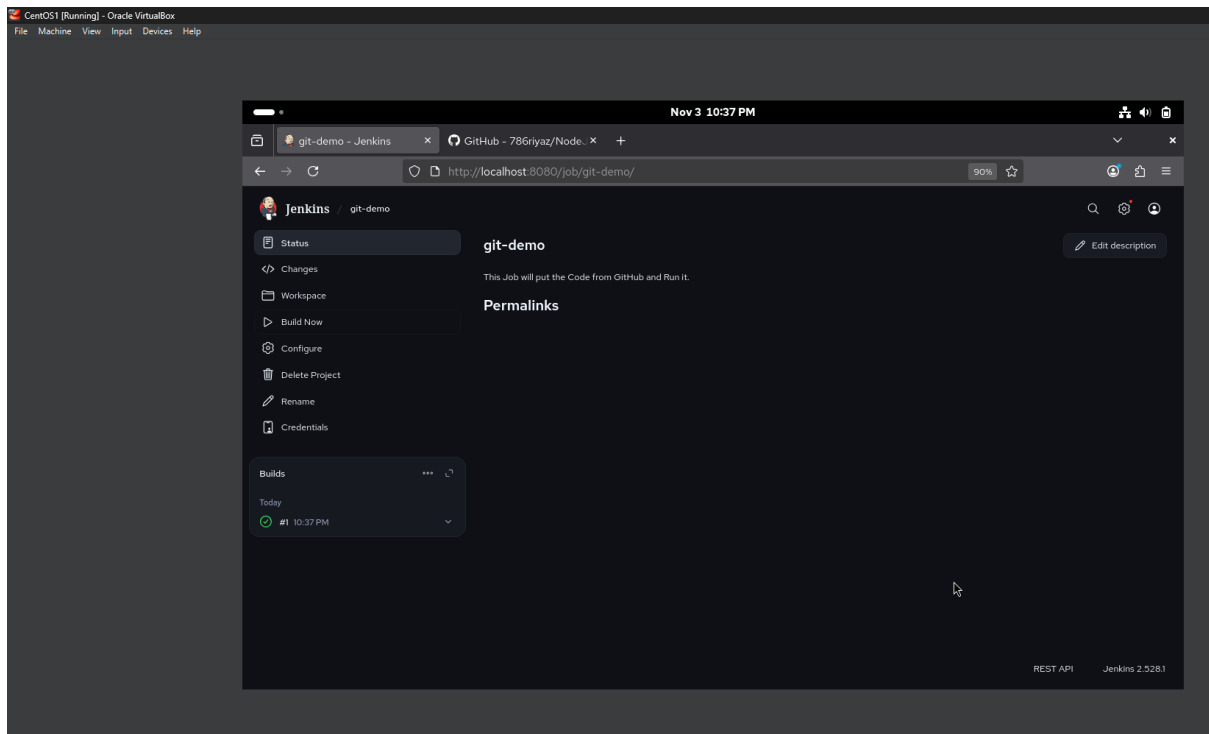 CentOS1 [Running] - Oracle VirtualBox
File Machine View Input Devices Help
Nov 3 10:37 PM
git-demo - Jenkins × GitHub - 786riyaz/Node. × +
http://localhost:8080/job/git-demo/ 90%
Jenkins / git-demo
Status
Changes
Workspace
Build Now
Configure
Delete Project
Rename
Credentials
Builds
Today
#1 10:37 PM
git-demo
Edit description
This Job will put the Code from GitHub and Run it.
Permalinks
REST API Jenkins 2.528.1